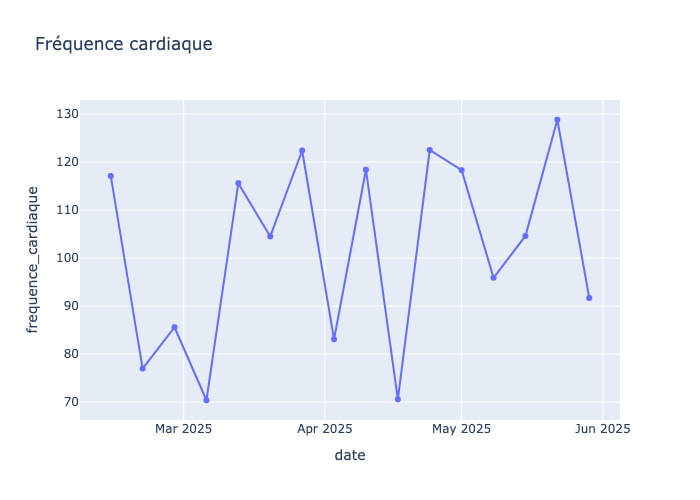 Fréquence cardiaque
frequence_cardiaque
130
120
110
100
90
80
70
Mar 2025
Apr 2025
May 2025
Jun 2025
date